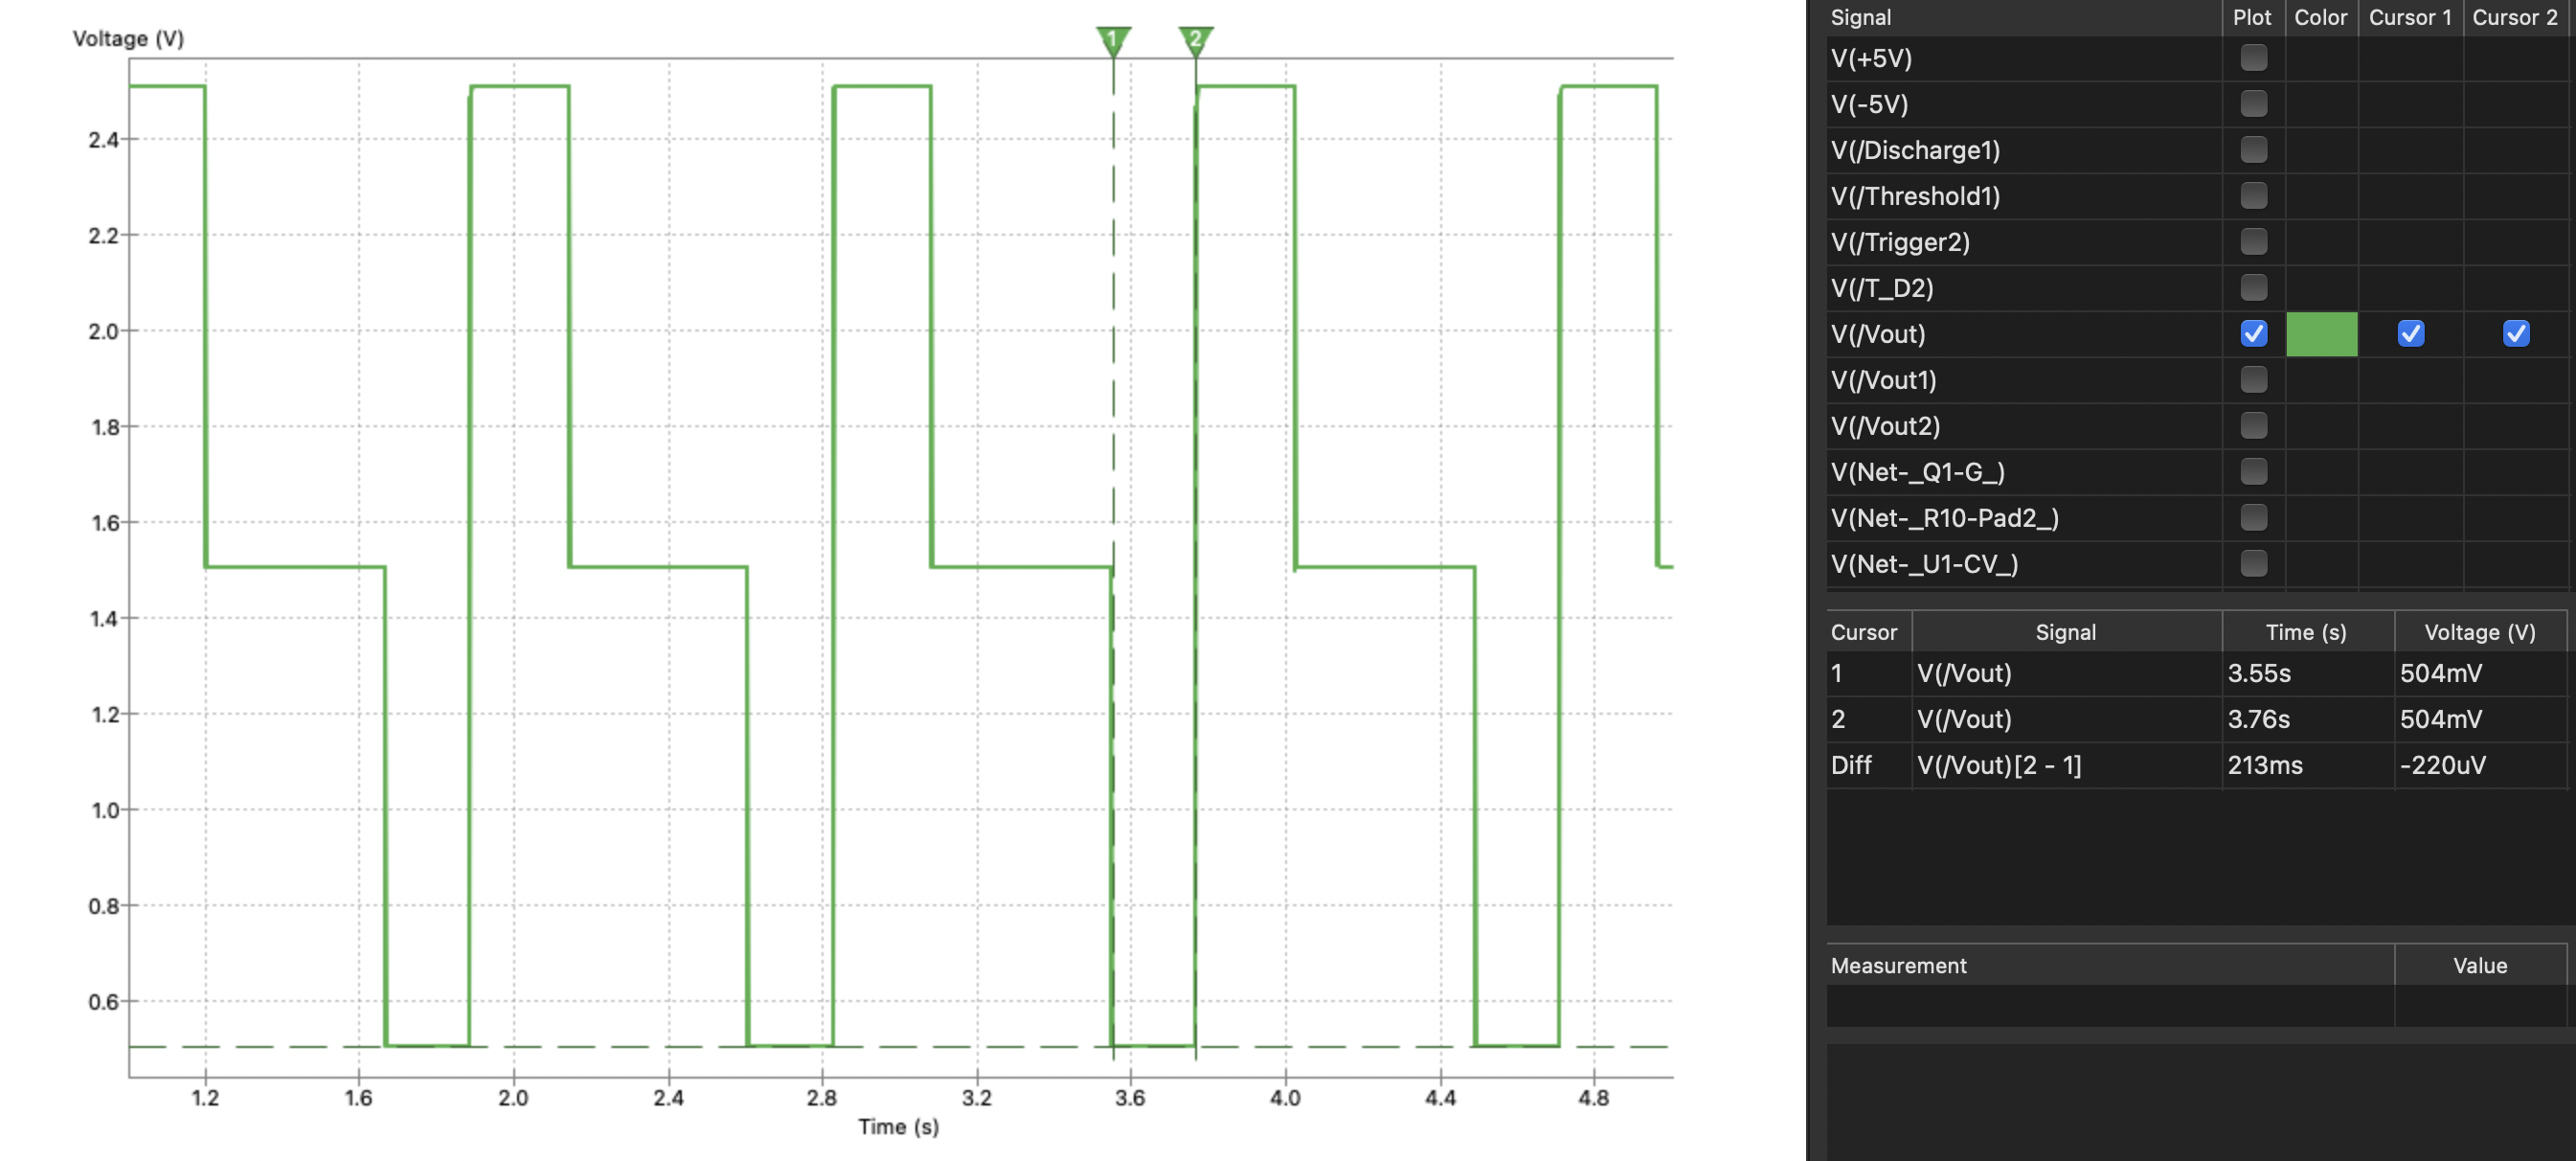 Voltage (V)
1 2
2.4
2.2
2.0
1.8
1.6
1.4
1.2
1.0
0.8
0.6
1.2 1.6 2.0 2.4 2.8 3.2 3.6 4.0 4.4 4.8
Time (s)
Signal Plot Color Cursor 1 Cursor 2
V(+5V)
V(-5V)
V(/Discharge1)
V(/Threshold1)
V(/Trigger2)
V(/T_D2)
V(/Vout)
V(/Vout1)
V(/Vout2)
V(Net-_Q1-G_)
V(Net-_R10-Pad2_)
V(Net-_U1-CV_)
Cursor Signal Time (s) Voltage (V)
1 V(/Vout) 3.55s 504mV
2 V(/Vout) 3.76s 504mV
Diff V(/Vout)[2 - 1] 213ms -220uV
Measurement Value